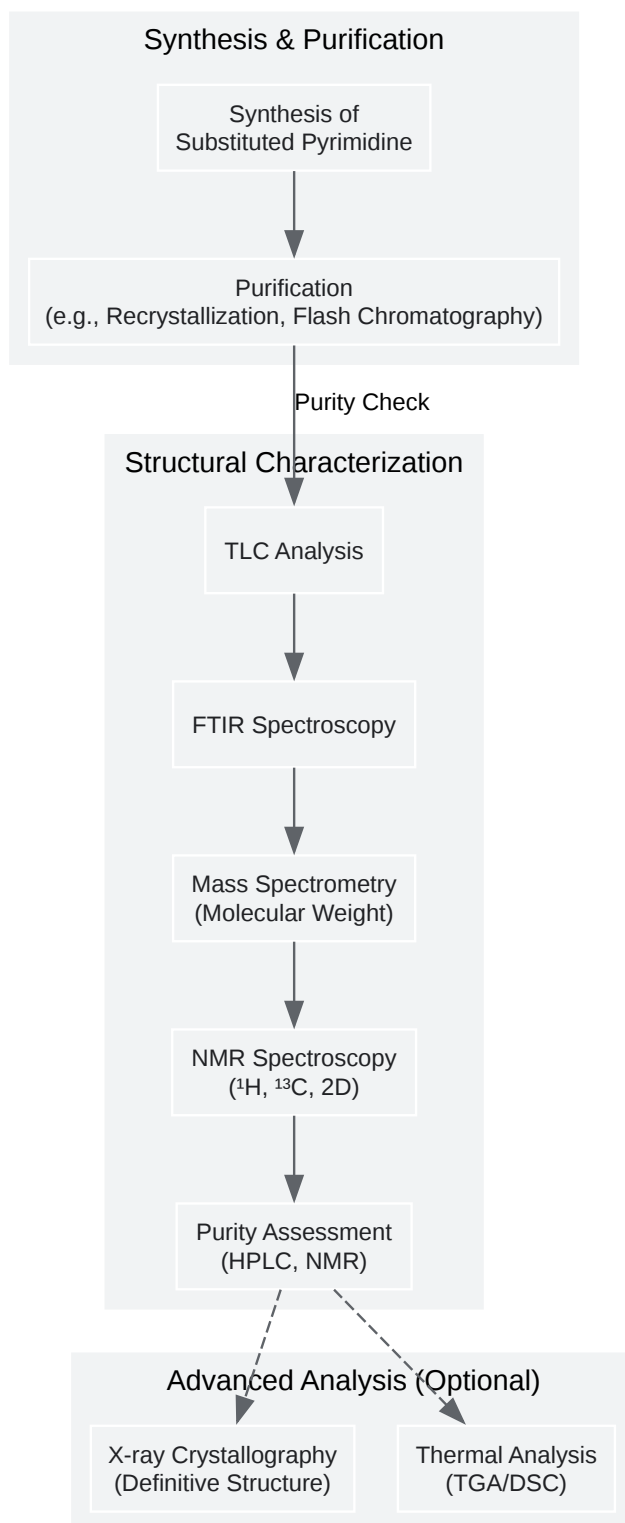 Synthesis & Purification
Synthesis of
Substituted Pyrimidine
Purification
(e.g., Recrystallization, Flash Chromatography)
Purity Check
Structural Characterization
TLC Analysis
FTIR Spectroscopy
Mass Spectrometry
(Molecular Weight)
NMR Spectroscopy
(¹H, ¹³C, 2D)
Purity Assessment
(HPLC, NMR)
Advanced Analysis (Optional)
X-ray Crystallography
(Definitive Structure)
Thermal Analysis
(TGA/DSC)